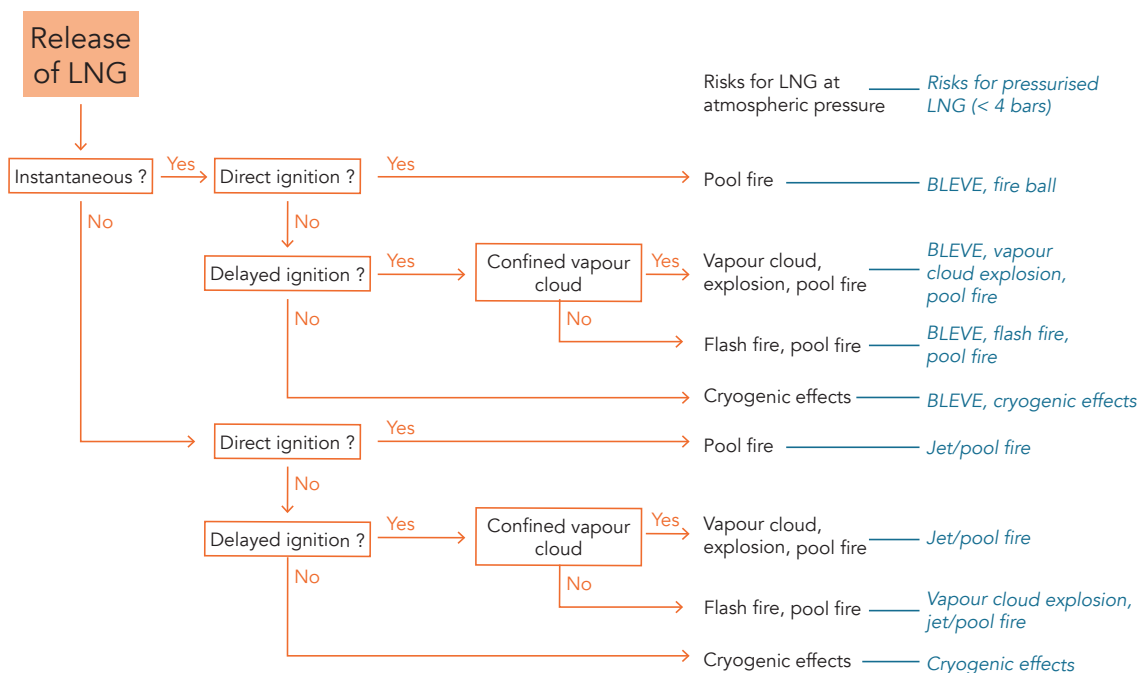 Release
of LNG
Risks for LNG at
atmospheric pressure
Risks for pressurised
LNG (< 4 bars)
Instantaneous ?
Yes
Direct ignition ?
Yes
Pool fire
BLEVE, fire ball
No
No
Delayed ignition ?
Yes
Confined vapour
cloud
Yes
Vapour cloud,
explosion, pool fire
BLEVE, vapour
cloud explosion,
pool fire
No
No
Flash fire, pool fire
BLEVE, flash fire,
pool fire
Cryogenic effects
BLEVE, cryogenic effects
Direct ignition ?
Yes
Pool fire
Jet/pool fire
No
Delayed ignition ?
Yes
Confined vapour
cloud
Yes
Vapour cloud,
explosion, pool fire
Jet/pool fire
No
No
Flash fire, pool fire
Vapour cloud explosion,
jet/pool fire
Cryogenic effects
Cryogenic effects